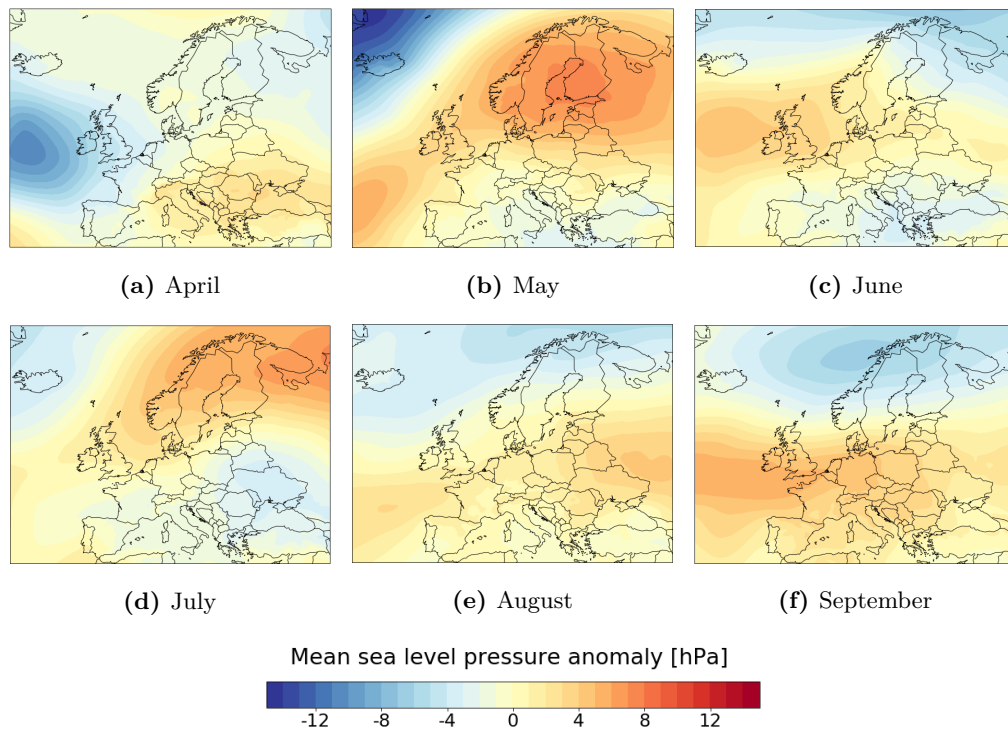 (a) April
(b) May
(c) June
(d) July
(e) August
(f) September
Mean sea level pressure anomaly [hPa]
-12 -8 -4 0 4 8 12